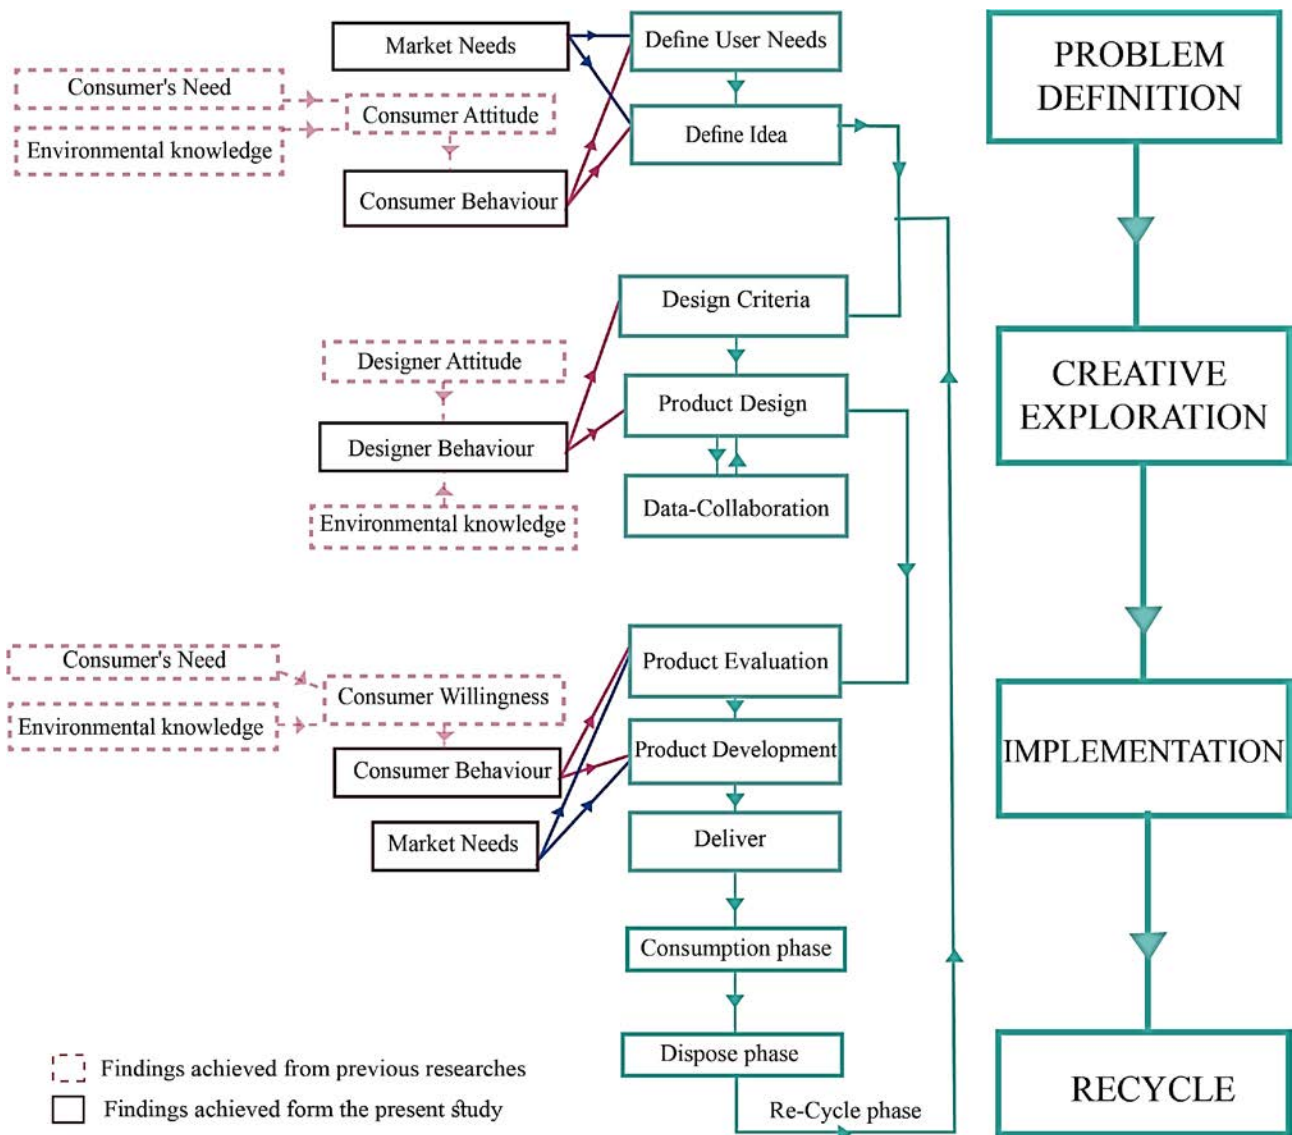 Market Needs
Define User Needs
Consumer's Need
Consumer Attitude
Environmental knowledge
Define Idea
Consumer Behaviour
Design Criteria
Designer Attitude
Product Design
Designer Behaviour
Data-Collaboration
Environmental knowledge
Consumer's Need
Product Evaluation
Consumer Willingness
Environmental knowledge
Product Development
Consumer Behaviour
Market Needs
Deliver
Consumption phase
Dispose phase
Re-Cycle phase
Findings achieved from previous researches
Findings achieved form the present study
PROBLEM
DEFINITION
CREATIVE
EXPLORATION
IMPLEMENTATION
RECYCLE